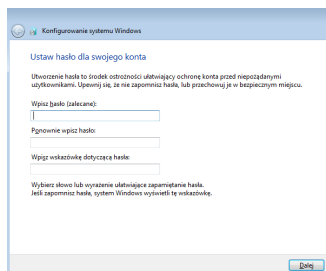 Konfigurowanie systemu Windows
Ustaw hasło dla swojego konta
Utworzenie hasła to środek ostrożności ułatwiający ochronę konta przed niepożądanymi
użytkownikami. Upewnij się, że nie zapomnisz hasła, lub przechowuj je w bezpiecznym miejscu.
Wpisz hasło (zalecane):
Ponownie wpisz hasło:
Wpisz wskazówkę dotyczącą hasła:
Wybierz słowo lub wyrażenie ułatwiające zapamiętanie hasła.
Jeśli zapomnisz hasła, system Windows wyświetli tę wskazówkę.
Dalej